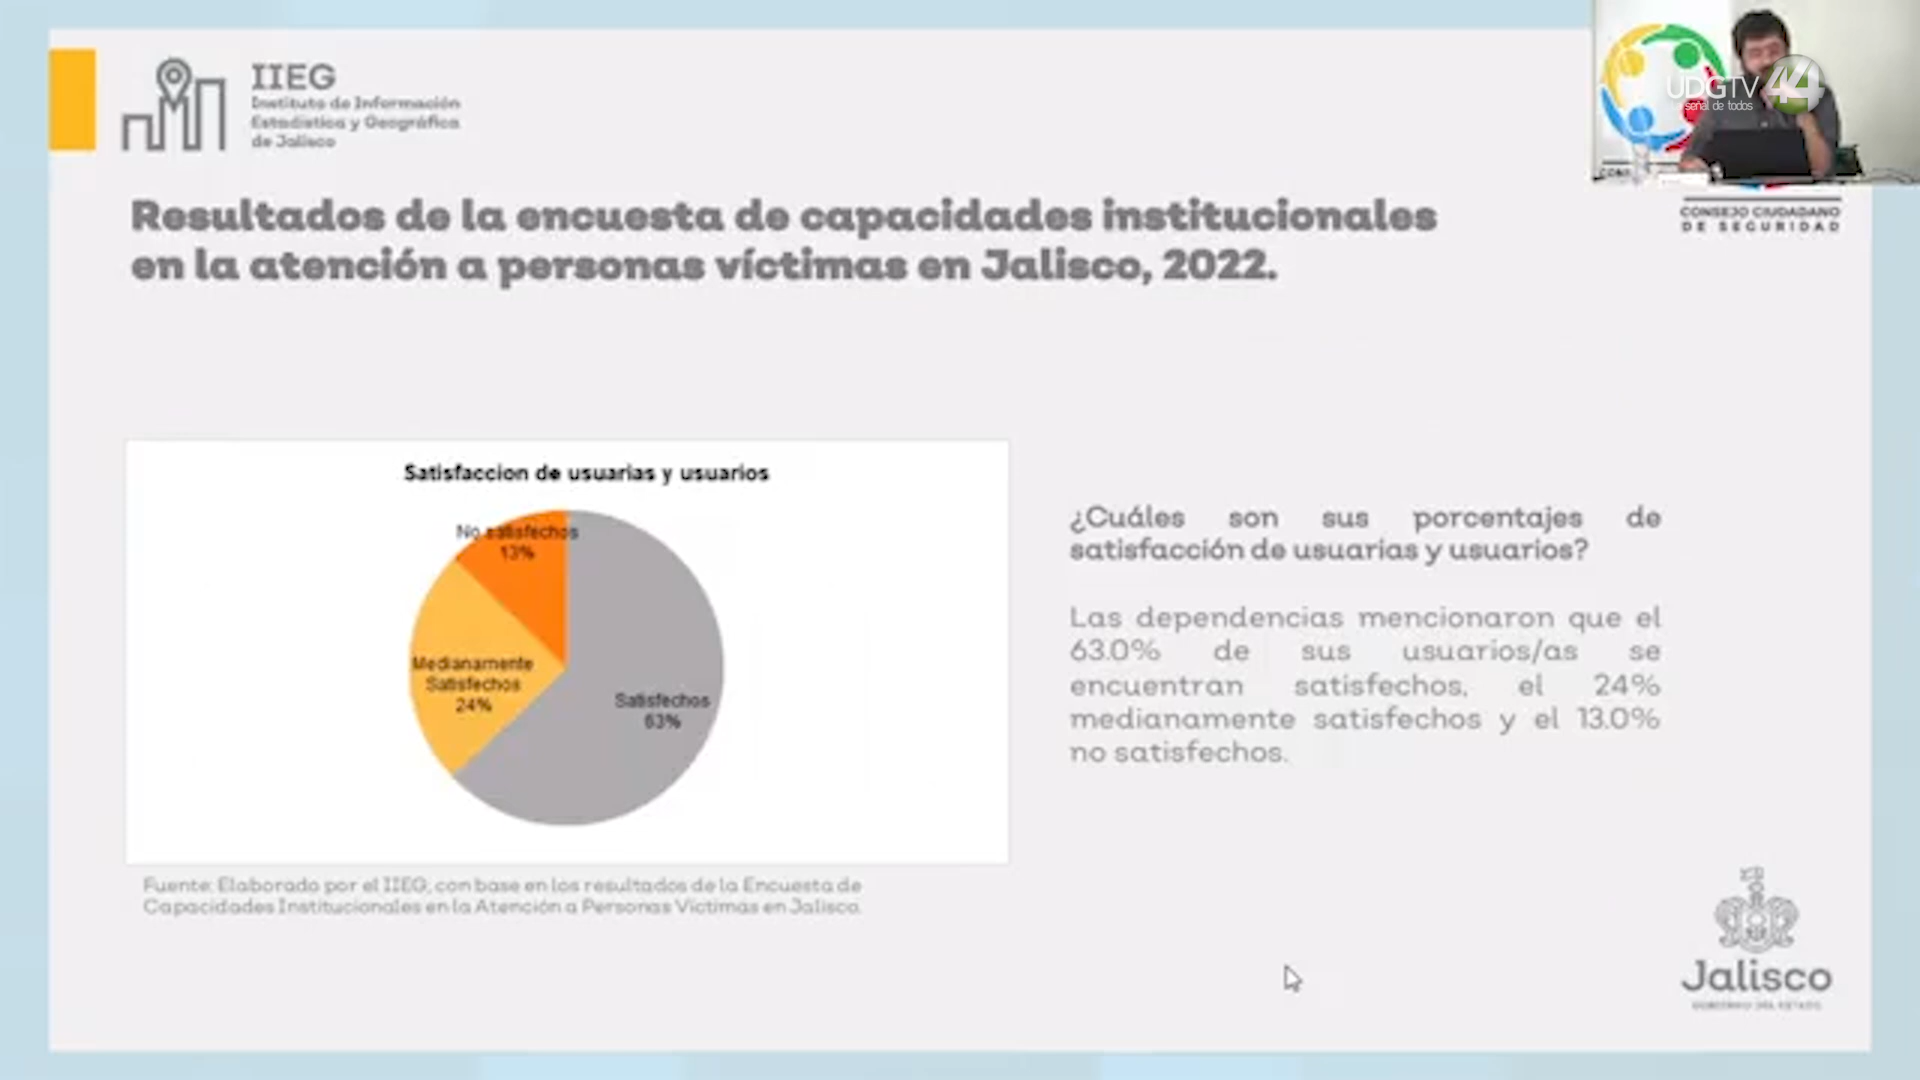 IIEG
Instituto de Información
Estadística y Geográfica
de Jalisco
UDGTV 44
La señal de todos
CONSEJO CIUDADANO
DE SEGURIDAD
Resultados de la encuesta de capacidades institucionales
en la atención a personas víctimas en Jalisco, 2022.
Satisfaccion de usuarias y usuarios
No satisfechos
13%
Medianamente
Satisfechos
24%
Satisfechos
63%
¿Cuáles son sus porcentajes de
satisfacción de usuarias y usuarios?
Las dependencias mencionaron que el
63.0% de sus usuarios/as se
encuentran satisfechos, el 24%
medianamente satisfechos y el 13.0%
no satisfechos.
Fuente: Elaborado por el IIEG, con base en los resultados de la Encuesta de
Capacidades Institucionales en la Atención a Personas Víctimas en Jalisco.
Jalisco
GOBIERNO DEL ESTADO